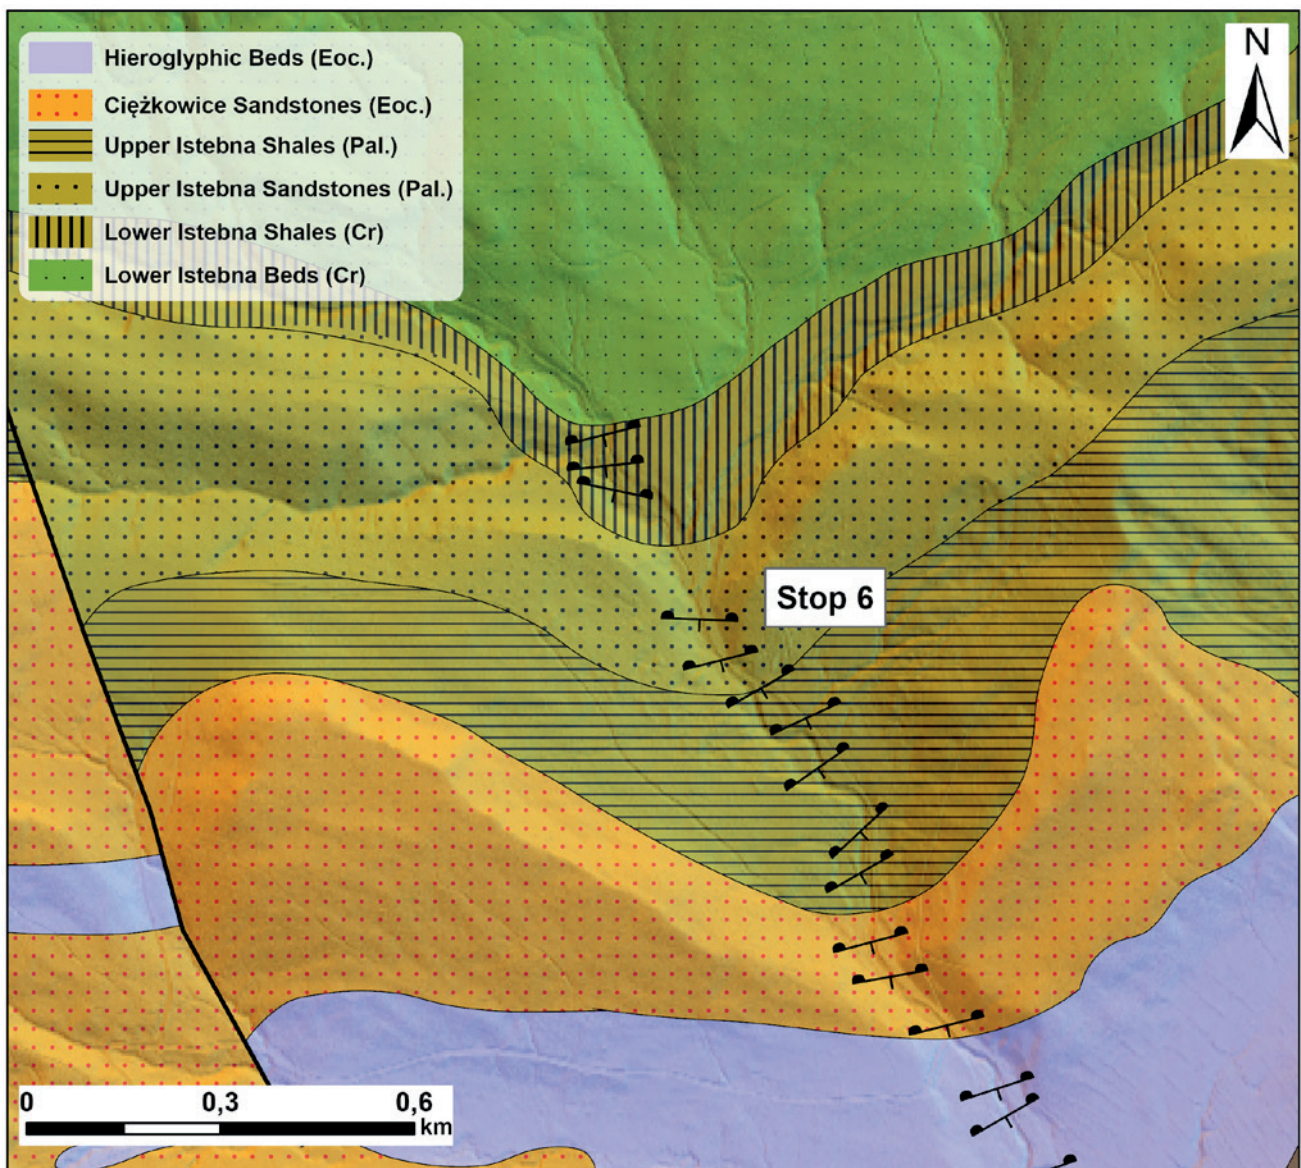 Hieroglyphic Beds (Eoc.)
Ciężkowice Sandstones (Eoc.)
Upper Istebna Shales (Pal.)
Upper Istebna Sandstones (Pal.)
Lower Istebna Shales (Cr)
Lower Istebna Beds (Cr)
N
Stop 6
0 0,3 0,6
km